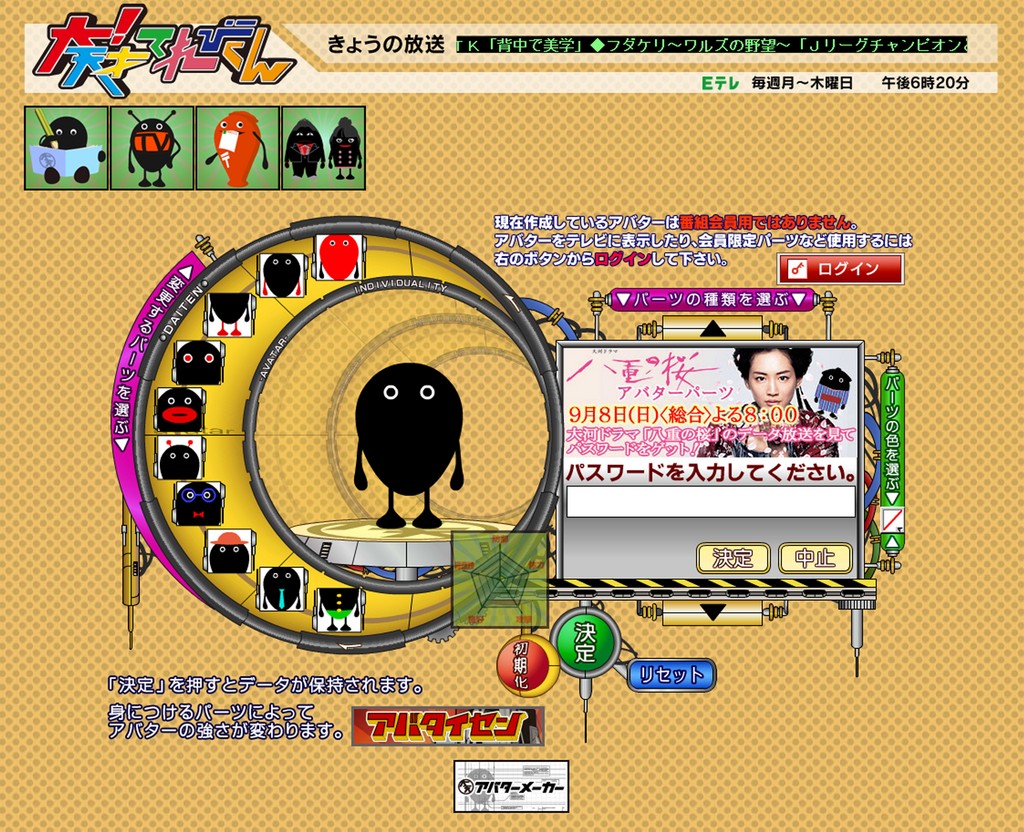 大！天才てれびくん
きょうの放送
TK「背中で美学」◆フダケリ～ワルズの野望～「Jリーグチャンピオン
Eテレ 毎週月～木曜日 午後6時20分
TV
現在作成しているアバターは番組会員用ではありません。
アバターをテレビに表示したり、会員限定パーツなど使用するには
右のボタンからログインして下さい。
ログイン
▼パーツの種類を選ぶ▼
▲変更するパーツを選ぶ▼
DAITEN
AVATAR
INDIVIDUALITY
大河ドラマ
八重の桜
アバターパーツ
9月8日(日)〈総合〉よる8:00
大河ドラマ「八重の桜」のデータ放送を見て
パスワードをゲット!
パスワードを入力してください。
決定 中止
パーツの色を選ぶ▼
▲
初期化
決定
リセット
「決定」を押すとデータが保持されます。
身につけるパーツによって
アバターの強さが変わります。
アバタイセン
アバターメーカー